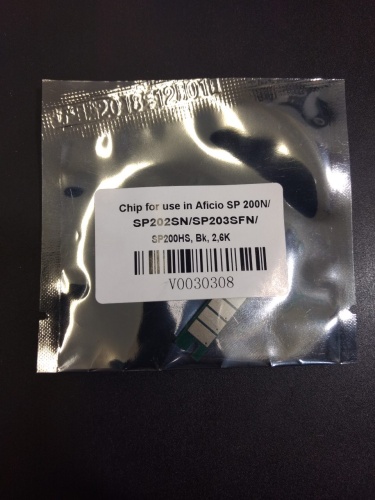 Chip for use in Aficio SP 200N/
SP202SN/SP203SFN/
SP200HS, Bk, 2,6K
V0030308